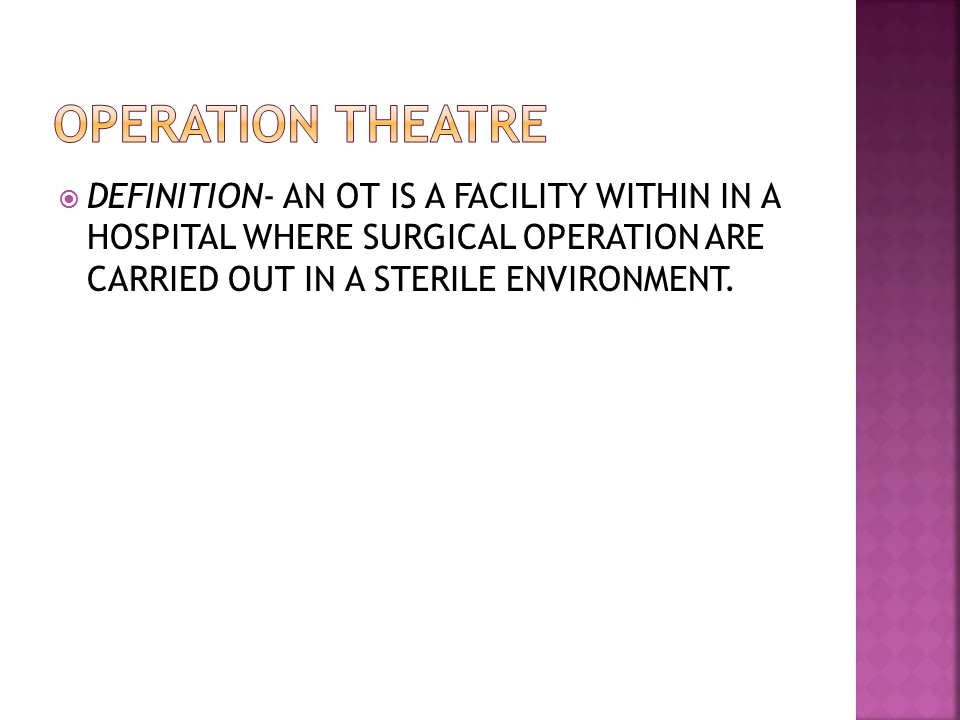 OPERATION THEATRE
DEFINITION- AN OT IS A FACILITY WITHIN IN A
HOSPITAL WHERE SURGICAL OPERATION ARE
CARRIED OUT IN A STERILE ENVIRONMENT.